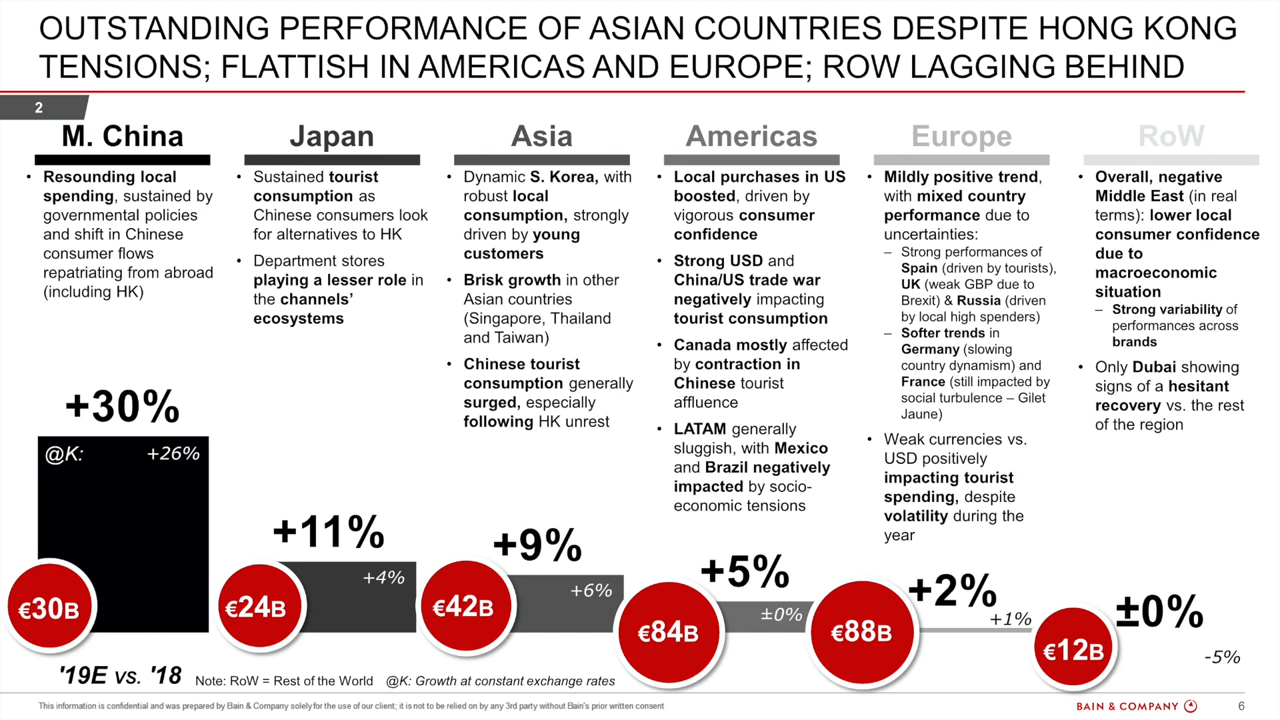 OUTSTANDING PERFORMANCE OF ASIAN COUNTRIES DESPITE HONG KONG
TENSIONS; FLATTISH IN AMERICAS AND EUROPE; ROW LAGGING BEHIND
2
M. China
• Resounding local
spending, sustained by
governmental policies
and shift in Chinese
consumer flows
repatriating from abroad
(including HK)
+30%
@K: +26%
€30B
Japan
• Sustained tourist
consumption as
Chinese consumers look
for alternatives to HK
• Department stores
playing a lesser role in
the channels’
ecosystems
+11%
+4%
€24B
Asia
• Dynamic S. Korea, with
robust local
consumption, strongly
driven by young
customers
• Brisk growth in other
Asian countries
(Singapore, Thailand
and Taiwan)
• Chinese tourist
consumption generally
surged, especially
following HK unrest
+9%
+6%
€42B
Americas
• Local purchases in US
boosted, driven by
vigorous consumer
confidence
• Strong USD and
China/US trade war
negatively impacting
tourist consumption
• Canada mostly affected
by contraction in
Chinese tourist
affluence
• LATAM generally
sluggish, with Mexico
and Brazil negatively
impacted by socio-
economic tensions
+5%
±0%
€84B
Europe
• Mildly positive trend,
with mixed country
performance due to
uncertainties:
– Strong performances of
Spain (driven by tourists),
UK (weak GBP due to
Brexit) & Russia (driven
by local high spenders)
– Softer trends in
Germany (slowing
country dynamism) and
France (still impacted by
social turbulence – Gilet
Jaune)
• Weak currencies vs.
USD positively
impacting tourist
spending, despite
volatility during the
year
+2%
+1%
€88B
RoW
• Overall, negative
Middle East (in real
terms): lower local
consumer confidence
due to
macroeconomic
situation
– Strong variability of
performances across
brands
• Only Dubai showing
signs of a hesitant
recovery vs. the rest
of the region
±0%
-5%
€12B
'19E VS. '18
Note: RoW = Rest of the World @K: Growth at constant exchange rates
This information is confidential and was prepared by Bain & Company solely for the use of our client; it is not to be relied on by any 3rd party without Bain's prior written consent
BAIN & COMPANY
6